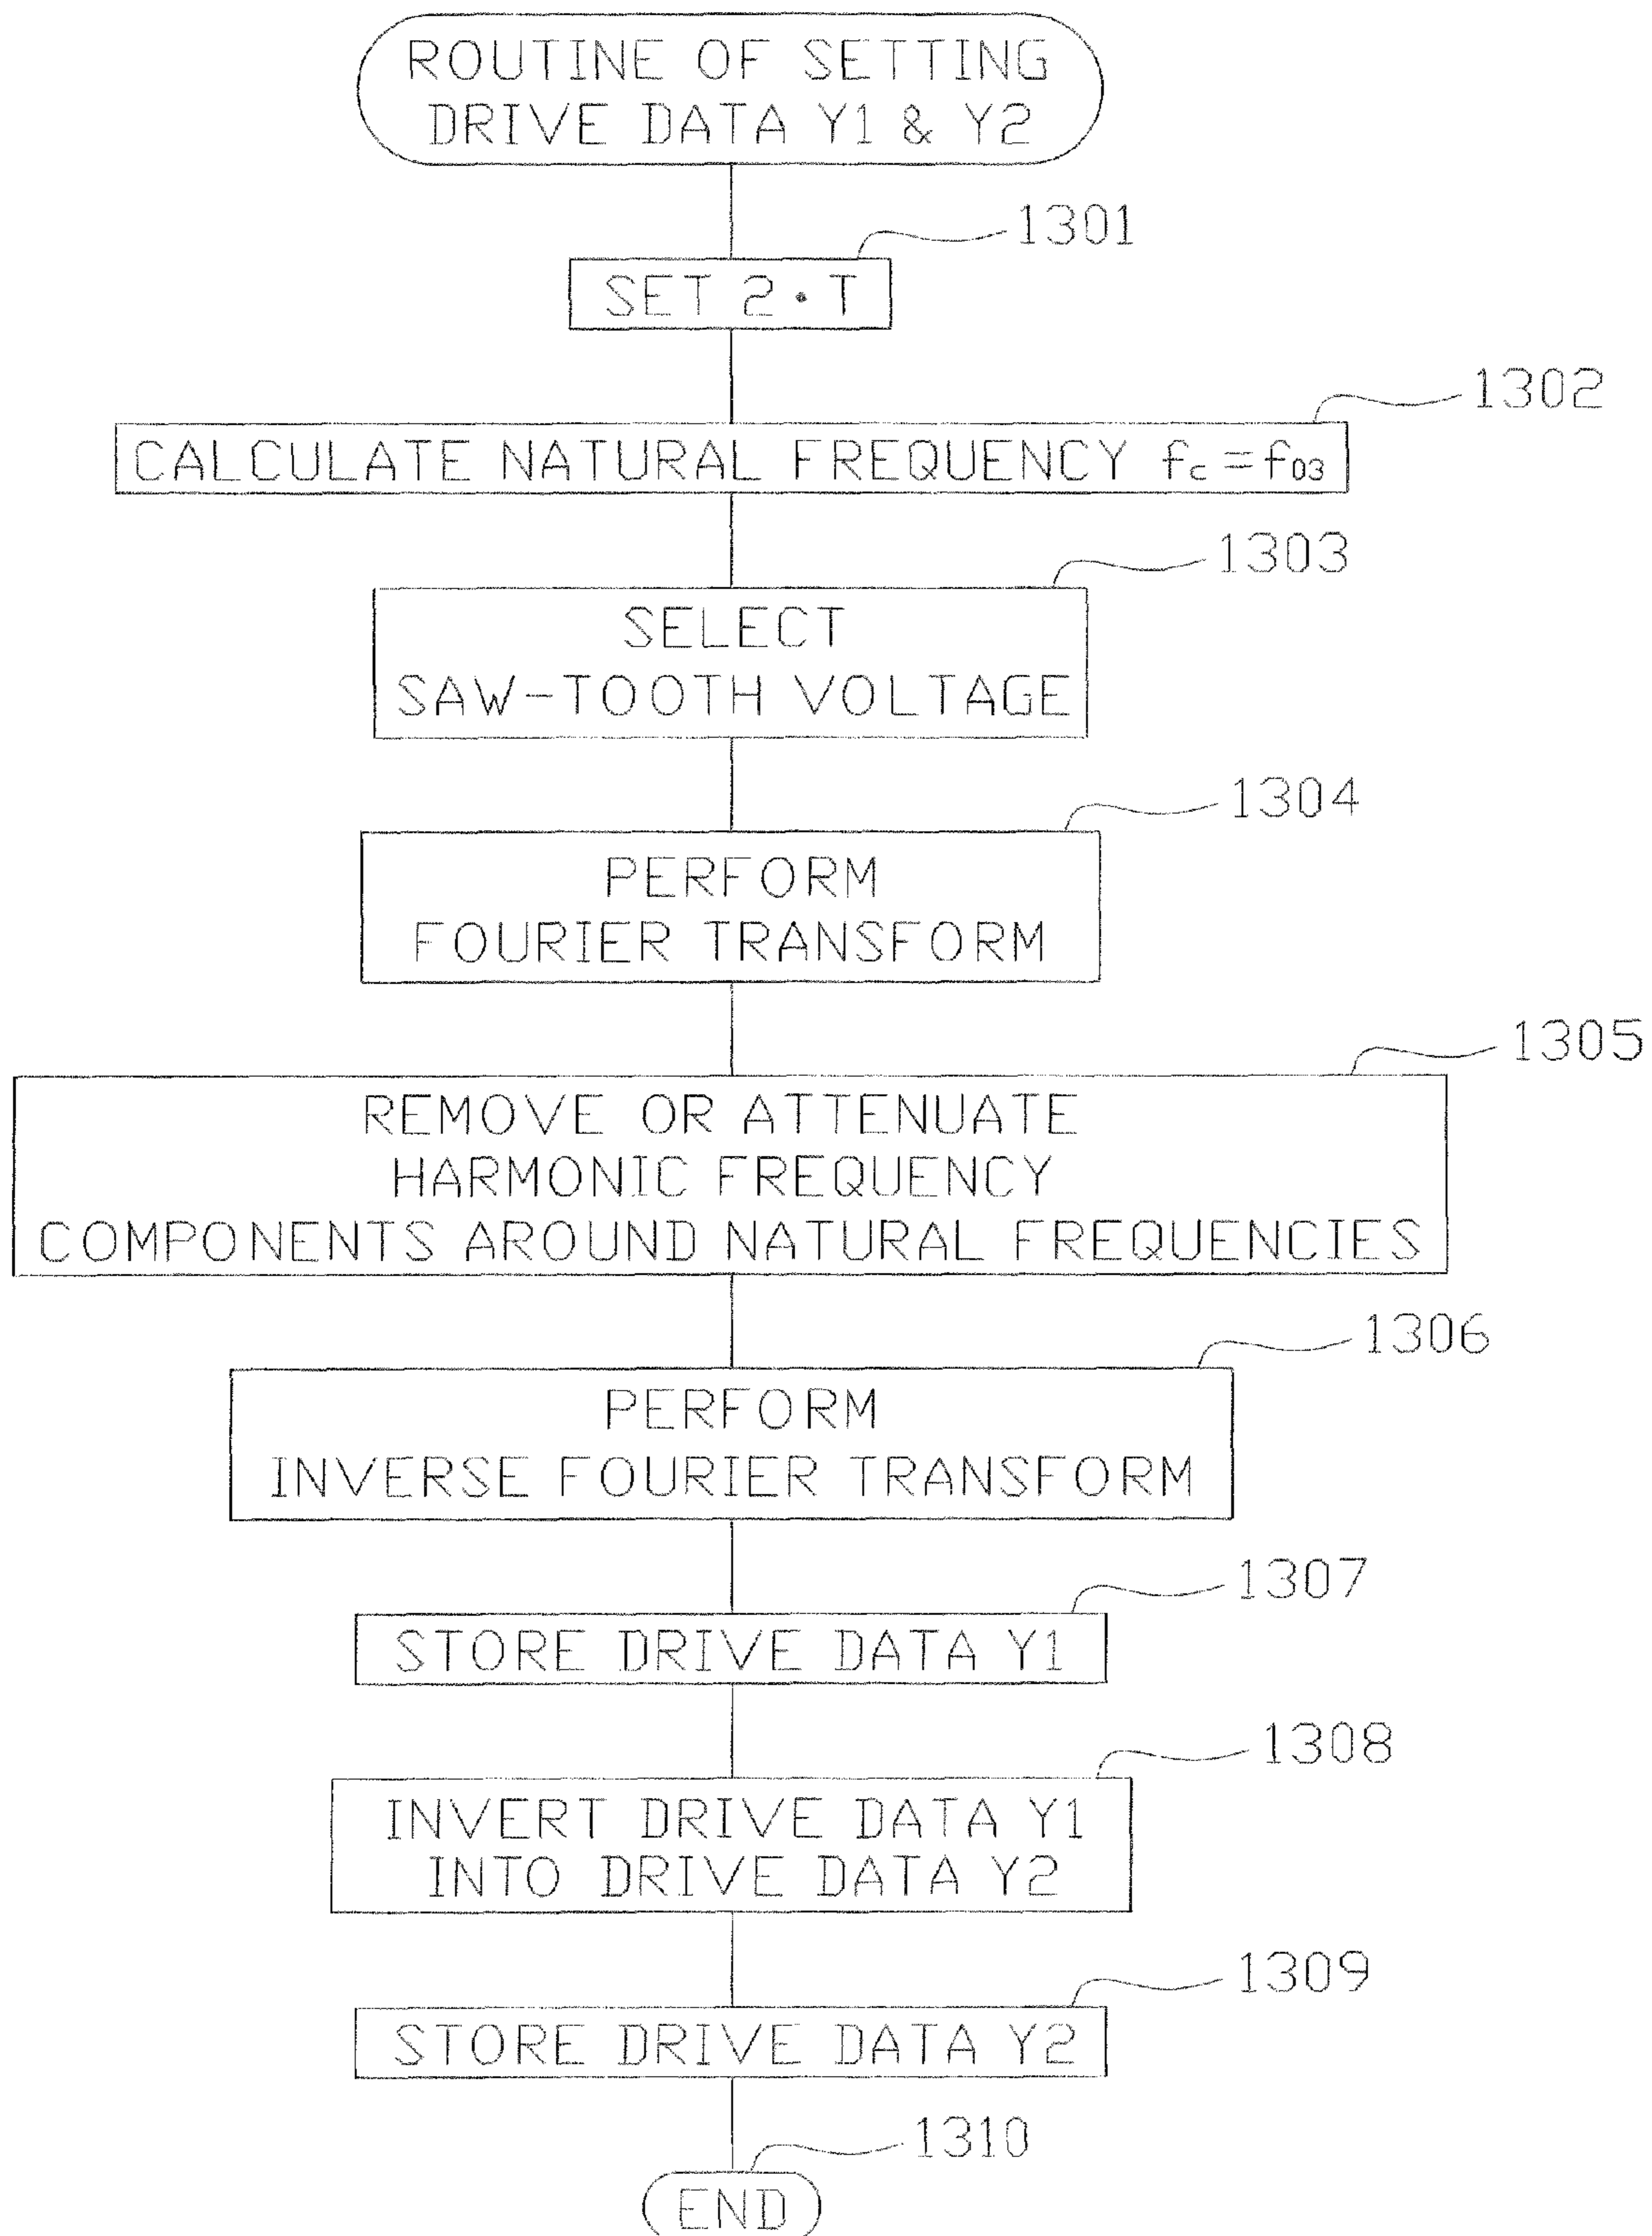 ROUTINE OF SETTING
DRIVE DATA Y1 & Y2
1301
SET 2・T
1302
CALCULATE NATURAL FREQUENCY fc=f03
1303
SELECT
SAW-TOOTH VOLTAGE
1304
PERFORM
FOURIER TRANSFORM
1305
REMOVE OR ATTENUATE
HARMONIC FREQUENCY
COMPONENTS AROUND NATURAL FREQUENCIES
1306
PERFORM
INVERSE FOURIER TRANSFORM
1307
STORE DRIVE DATA Y1
1308
INVERT DRIVE DATA Y1
INTO DRIVE DATA Y2
1309
STORE DRIVE DATA Y2
1310
END